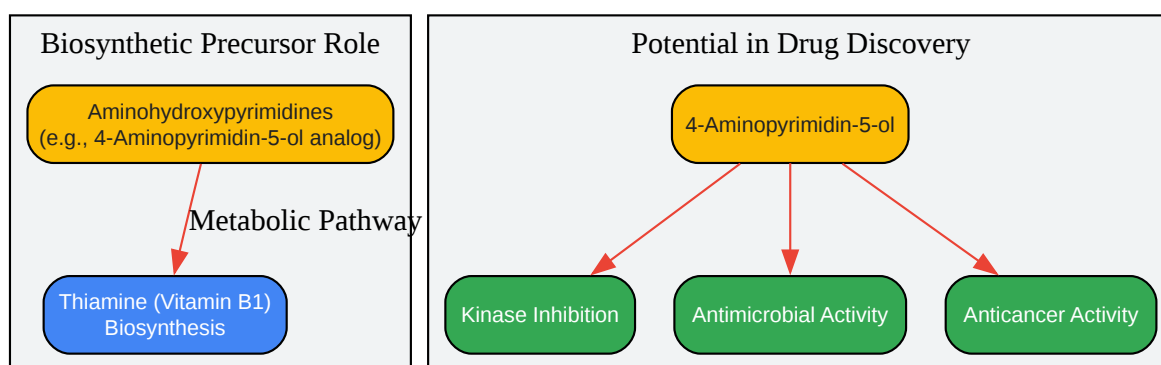 Biosynthetic Precursor Role
Aminohydroxypyrimidines
(e.g., 4-Aminopyrimidin-5-ol analog)
Metabolic Pathway
Thiamine (Vitamin B1)
Biosynthesis
Potential in Drug Discovery
4-Aminopyrimidin-5-ol
Kinase Inhibition
Antimicrobial Activity
Anticancer Activity